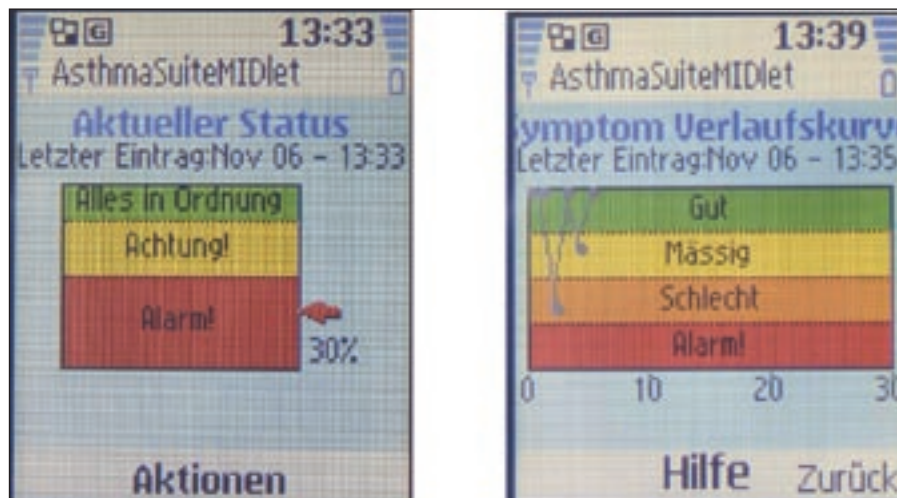 G 13:33
AsthmaSuiteMIDlet
Aktueller Status
Letzter Eintrag:Nov 06 - 13:33
Alles in Ordnung
Achtung!
Alarm!
30%
Aktionen
G 13:39
AsthmaSuiteMIDlet
ymptom Verlaufskurv
Letzter Eintrag:Nov 06 - 13:35
Gut
Mässig
Schlecht
Alarm!
0 10 20 30
Hilfe Zurück